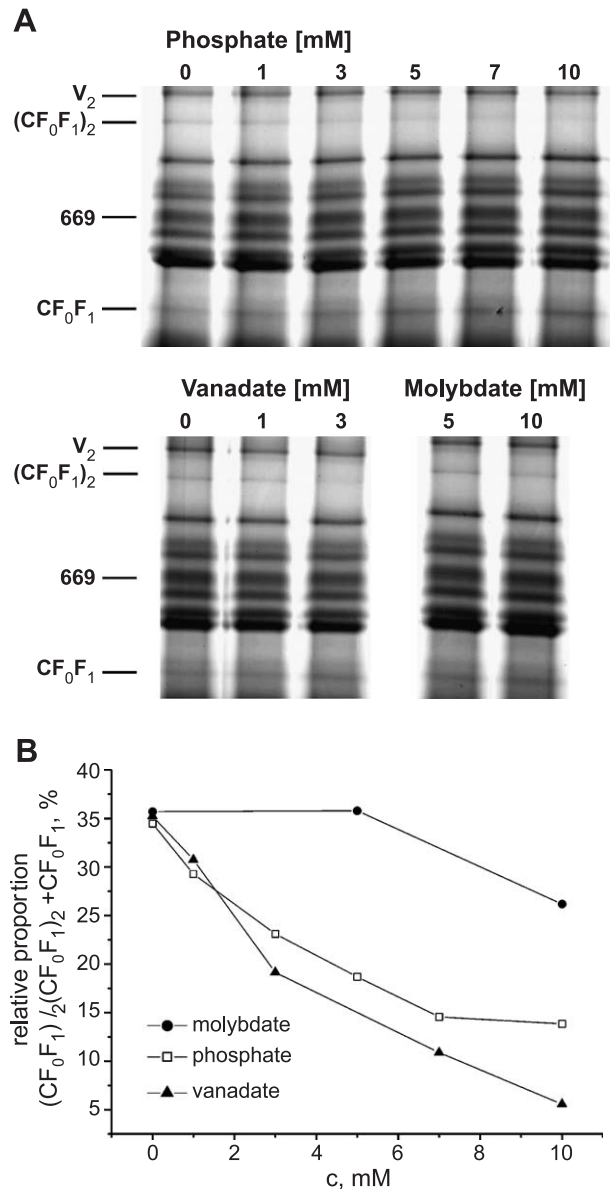 A
Phosphate [mM]
0 1 3 5 7 10
V₂
(CF₀F₁)₂
669
CF₀F₁
Vanadate [mM] Molybdate [mM]
0 1 3 5 10
V₂
(CF₀F₁)₂
669
CF₀F₁
B
relative proportion
(CF₀F₁) /₂(CF₀F₁)₂ +CF₀F₁, %
40
35
30
25
20
15
10
5
molybdate
phosphate
vanadate
0 2 4 6 8 10
c, mM